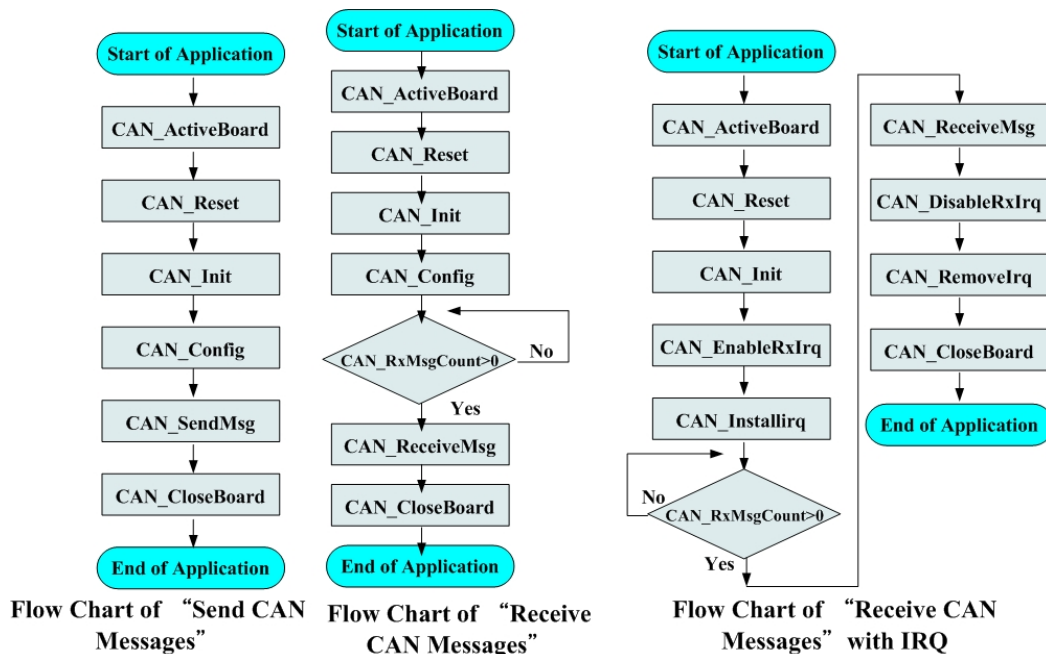 Start of Application
CAN_ActiveBoard
CAN_Reset
CAN_Init
CAN_Config
CAN_SendMsg
CAN_CloseBoard
End of Application
Flow Chart of “Send CAN
Messages”
Start of Application
CAN_ActiveBoard
CAN_Reset
CAN_Init
CAN_Config
CAN_RxMsgCount>0
No
Yes
CAN_ReceiveMsg
CAN_CloseBoard
End of Application
Flow Chart of “Receive
CAN Messages”
Start of Application
CAN_ActiveBoard
CAN_Reset
CAN_Init
CAN_EnableRxIrq
CAN_Installirq
No
CAN_RxMsgCount>0
Yes
CAN_ReceiveMsg
CAN_DisableRxIrq
CAN_RemoveIrq
CAN_CloseBoard
End of Application
Flow Chart of “Receive CAN
Messages” with IRQ